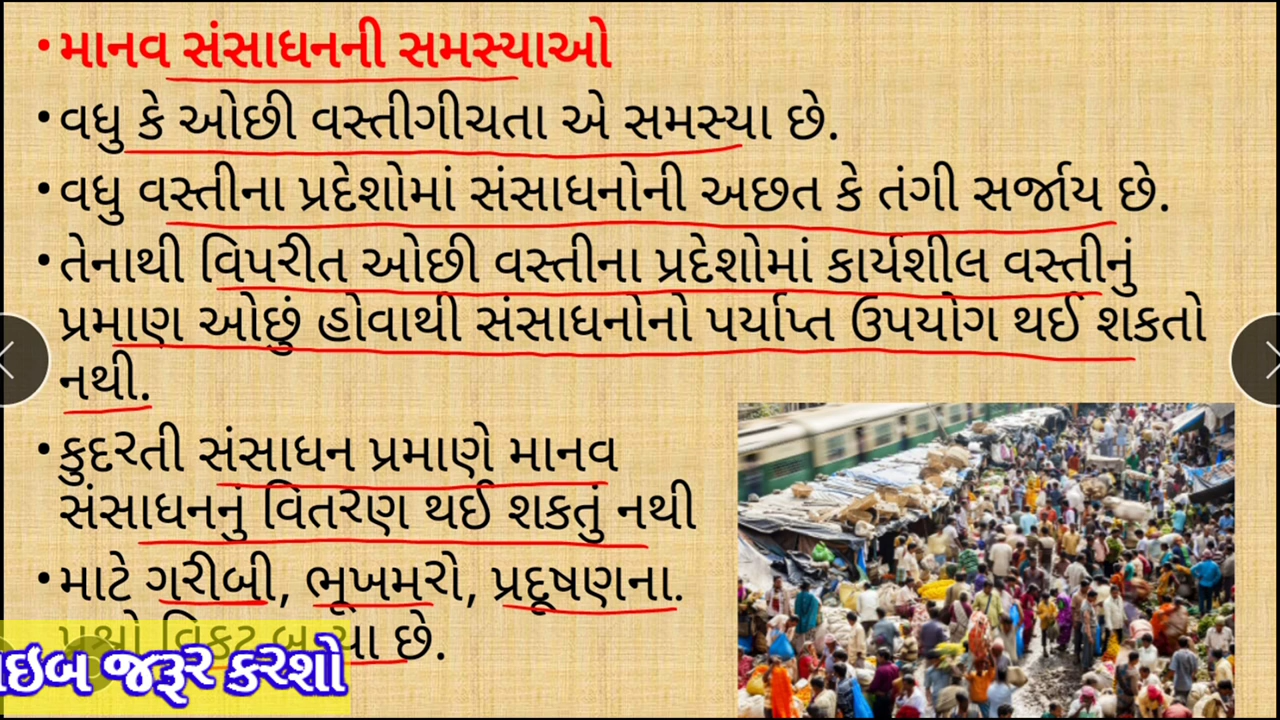 • માનવ સંસાધનની સમસ્યાઓ
• વધુ કે ઓછી વસ્તીગીચતા એ સમસ્યા છે.
• વધુ વસ્તીના પ્રદેશોમાં સંસાધનોની અછત કે તંગી સર્જાય છે.
• તેનાથી વિપરીત ઓછી વસ્તીના પ્રદેશોમાં કાર્યશીલ વસ્તીનું
પ્રમાણ ઓછું હોવાથી સંસાધનોનો પર્યાપ્ત ઉપયોગ થઈ શકતો
નથી.
• કુદરતી સંસાધન પ્રમાણે માનવ
સંસાધનનું વિતરણ થઈ શકતું નથી
• માટે ગરીબી, ભૂખમરો, પ્રદૂષણના.
છે.
જરૂર કરશો